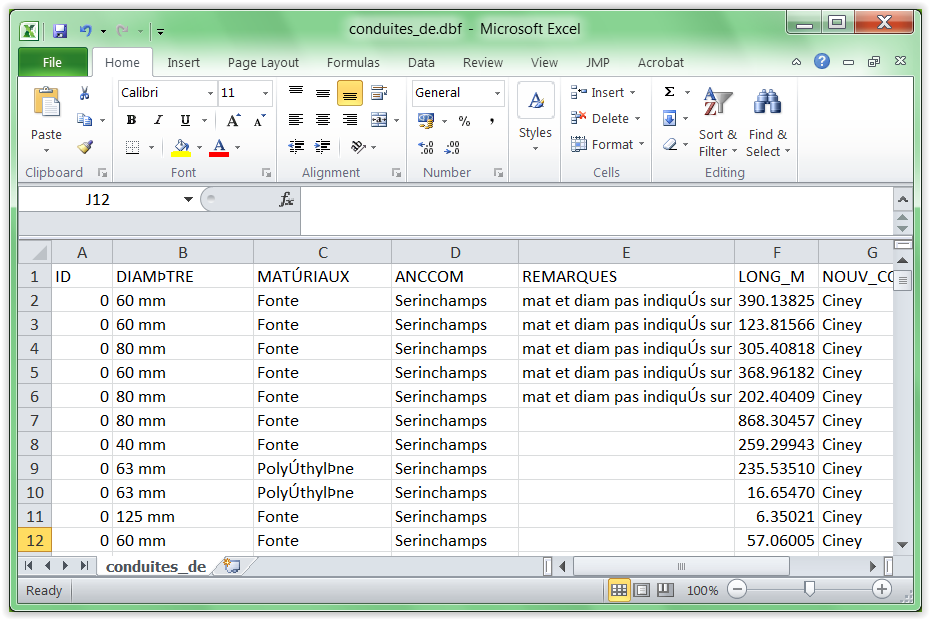 conduites_de.dbf - Microsoft Excel
File Home Insert Page Layout Formulas Data Review View JMP Acrobat
Calibri 11 General Insert Σ
Paste B I U A A % , Styles Delete Sort & Find &
A .00 .00 Format Filter Select
Clipboard Font Alignment Number Cells Editing
J12 fx
A B C D E F G
1 ID DIAMÞTRE MATÚRIAUX ANCCOM REMARQUES LONG_M NOUV_CO
2 0 60 mm Fonte Serinchamps mat et diam pas indiquÚs sur 390.13825 Ciney
3 0 60 mm Fonte Serinchamps mat et diam pas indiquÚs sur 123.81566 Ciney
4 0 80 mm Fonte Serinchamps mat et diam pas indiquÚs sur 305.40818 Ciney
5 0 60 mm Fonte Serinchamps mat et diam pas indiquÚs sur 368.96182 Ciney
6 0 80 mm Fonte Serinchamps mat et diam pas indiquÚs sur 202.40409 Ciney
7 0 80 mm Fonte Serinchamps 868.30457 Ciney
8 0 40 mm Fonte Serinchamps 259.29943 Ciney
9 0 63 mm PolyÚthylÞne Serinchamps 235.53510 Ciney
10 0 63 mm PolyÚthylÞne Serinchamps 16.65470 Ciney
11 0 125 mm Fonte Serinchamps 6.35021 Ciney
12 0 60 mm Fonte Serinchamps 57.06005 Ciney
conduites_de
Ready 100%